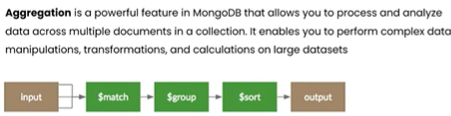 Aggregation is a powerful feature in MongoDB that allows you to process and analyze
data across multiple documents in a collection. It enables you to perform complex data
manipulations, transformations, and calculations on large datasets
Input $match $group $sort output